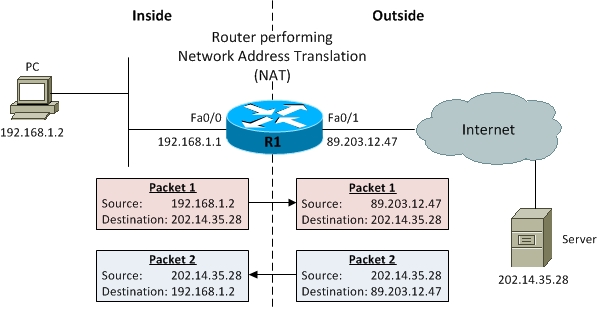 Inside
Outside
Router performing
Network Address Translation
(NAT)
PC
192.168.1.2
Fa0/0
Fa0/1
192.168.1.1
R1
89.203.12.47
Internet
Packet 1
Source: 192.168.1.2
Destination: 202.14.35.28
Packet 1
Source: 89.203.12.47
Destination: 202.14.35.28
Server
202.14.35.28
Packet 2
Source: 202.14.35.28
Destination: 192.168.1.2
Packet 2
Source: 202.14.35.28
Destination: 89.203.12.47